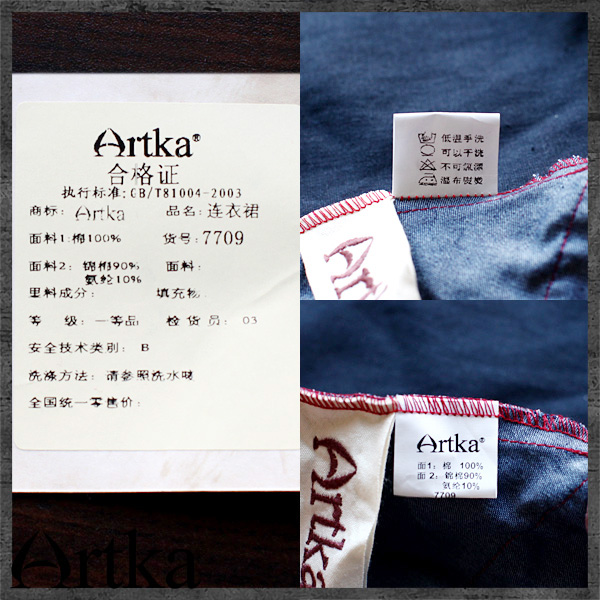 Artka®
合格证
执行标准:GB/T81004-2003
商标: Artka 品名: 连衣裙
面料1:棉100% 货号: 7709
面料2: 锦棉90% 面料:
氨纶10%
里料成分: 填充物:
等 级: 一等品 检货员: 03
安全技术类别: B
洗涤方法: 请参照洗水唛
全国统一零售价:
低温手洗
可以干洗
不可氯漂
湿布熨烫
Artka
Artka®
面1: 棉 100%
面2: 锦棉90%
氨纶10%
7709
Artka
Artka